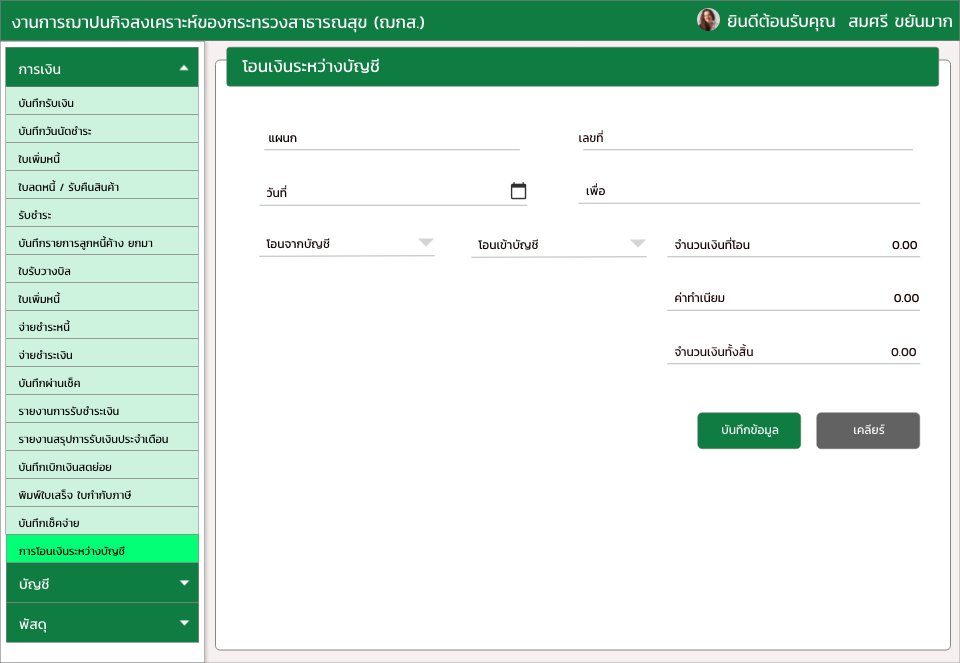 งานการฌาปนกิจสงเคราะห์ของกระทรวงสาธารณสุข (ฌกส.)
ยินดีต้อนรับคุณ สมศรี ขยันมาก
การเงิน
บันทึกรับเงิน
บันทึกวันนัดชำระ
ใบเพิ่มหนี้
ใบลดหนี้ / รับคืนสินค้า
รับชำระ
บันทึกรายการลูกหนี้ค้าง ยกมา
ใบรับวางบิล
ใบเพิ่มหนี้
จ่ายชำระหนี้
จ่ายชำระเงิน
บันทึกผ่านเช็ค
รายงานการรับชำระเงิน
รายงานสรุปการรับเงินประจำเดือน
บันทึกเบิกเงินสดย่อย
พิมพ์ใบเสร็จ ใบกำกับภาษี
บันทึกเช็คจ่าย
การโอนเงินระหว่างบัญชี
บัญชี
พัสดุ
โอนเงินระหว่างบัญชี
แผนก
เลขที่
วันที่
เพื่อ
โอนจากบัญชี
โอนเข้าบัญชี
จำนวนเงินที่โอน 0.00
ค่าทำเนียม 0.00
จำนวนเงินทั้งสิ้น 0.00
บันทึกข้อมูล
เคลียร์